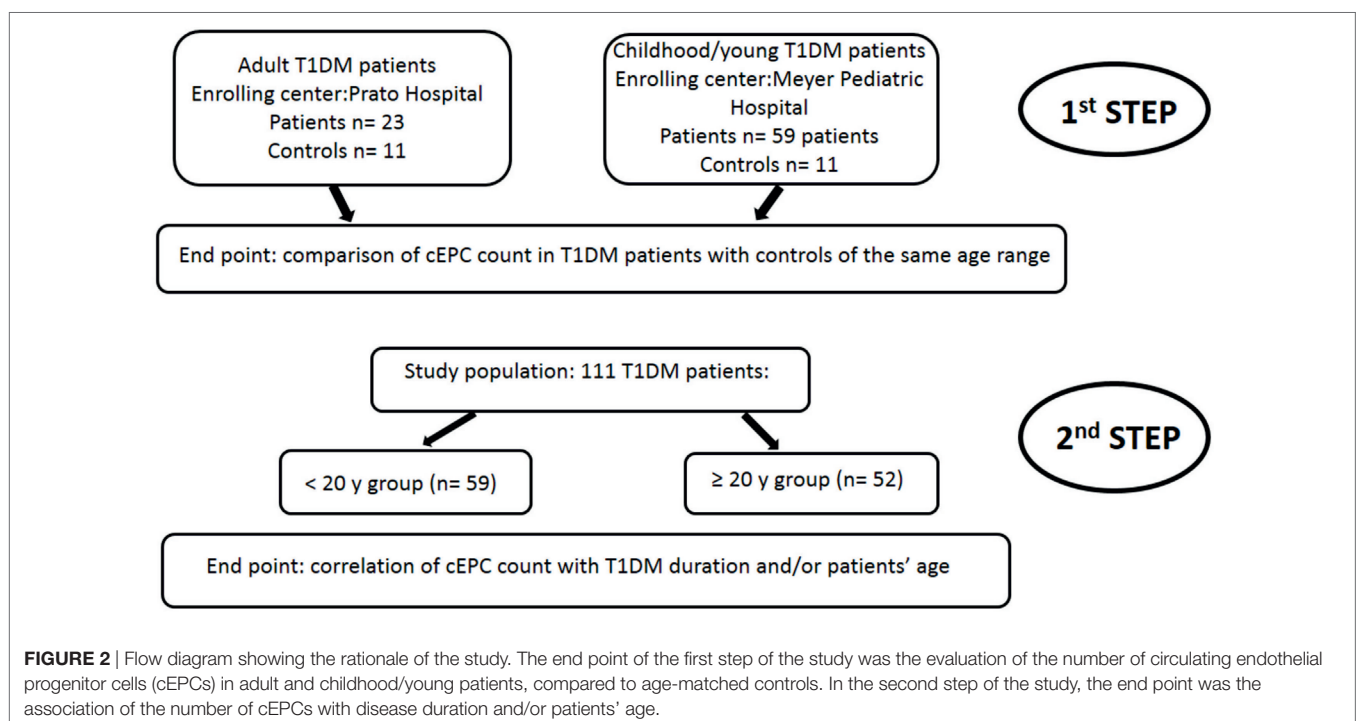 Adult T1DM patients
Enrolling center:Prato Hospital
Patients n= 23
Controls n= 11
Childhood/young T1DM patients
Enrolling center:Meyer Pediatric
Hospital
Patients n= 59 patients
Controls n= 11
1st STEP
End point: comparison of cEPC count in T1DM patients with controls of the same age range
Study population: 111 T1DM patients:
< 20 y group (n= 59)
≥ 20 y group (n= 52)
2nd STEP
End point: correlation of cEPC count with T1DM duration and/or patients’ age
FIGURE 2 | Flow diagram showing the rationale of the study. The end point of the first step of the study was the evaluation of the number of circulating endothelial
progenitor cells (cEPCs) in adult and childhood/young patients, compared to age-matched controls. In the second step of the study, the end point was the
association of the number of cEPCs with disease duration and/or patients’ age.